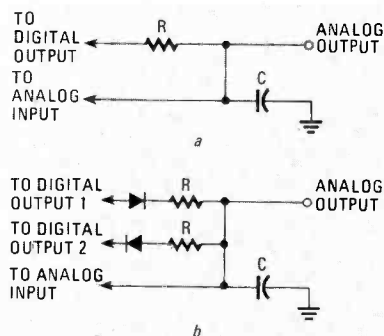 TO
DIGITAL
OUTPUT
R
ANALOG
OUTPUT
TO
ANALOG
INPUT
C
a
TO DIGITAL
OUTPUT 1
R
ANALOG
OUTPUT
TO DIGITAL
OUTPUT 2
R
TO ANALOG
INPUT
C
b